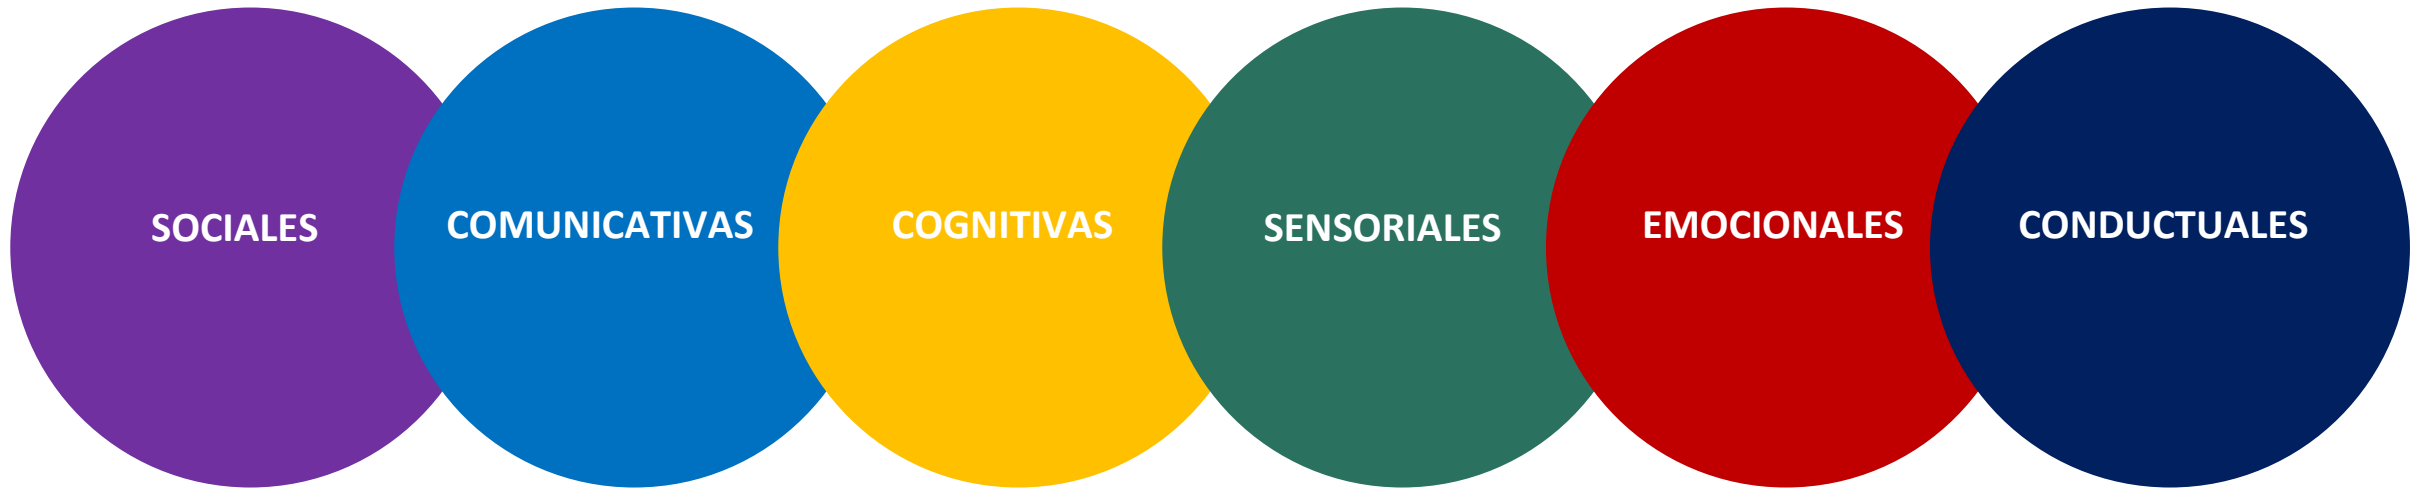 SOCIALES
COMUNICATIVAS
COGNITIVAS
SENSORIALES
EMOCIONALES
CONDUCTUALES